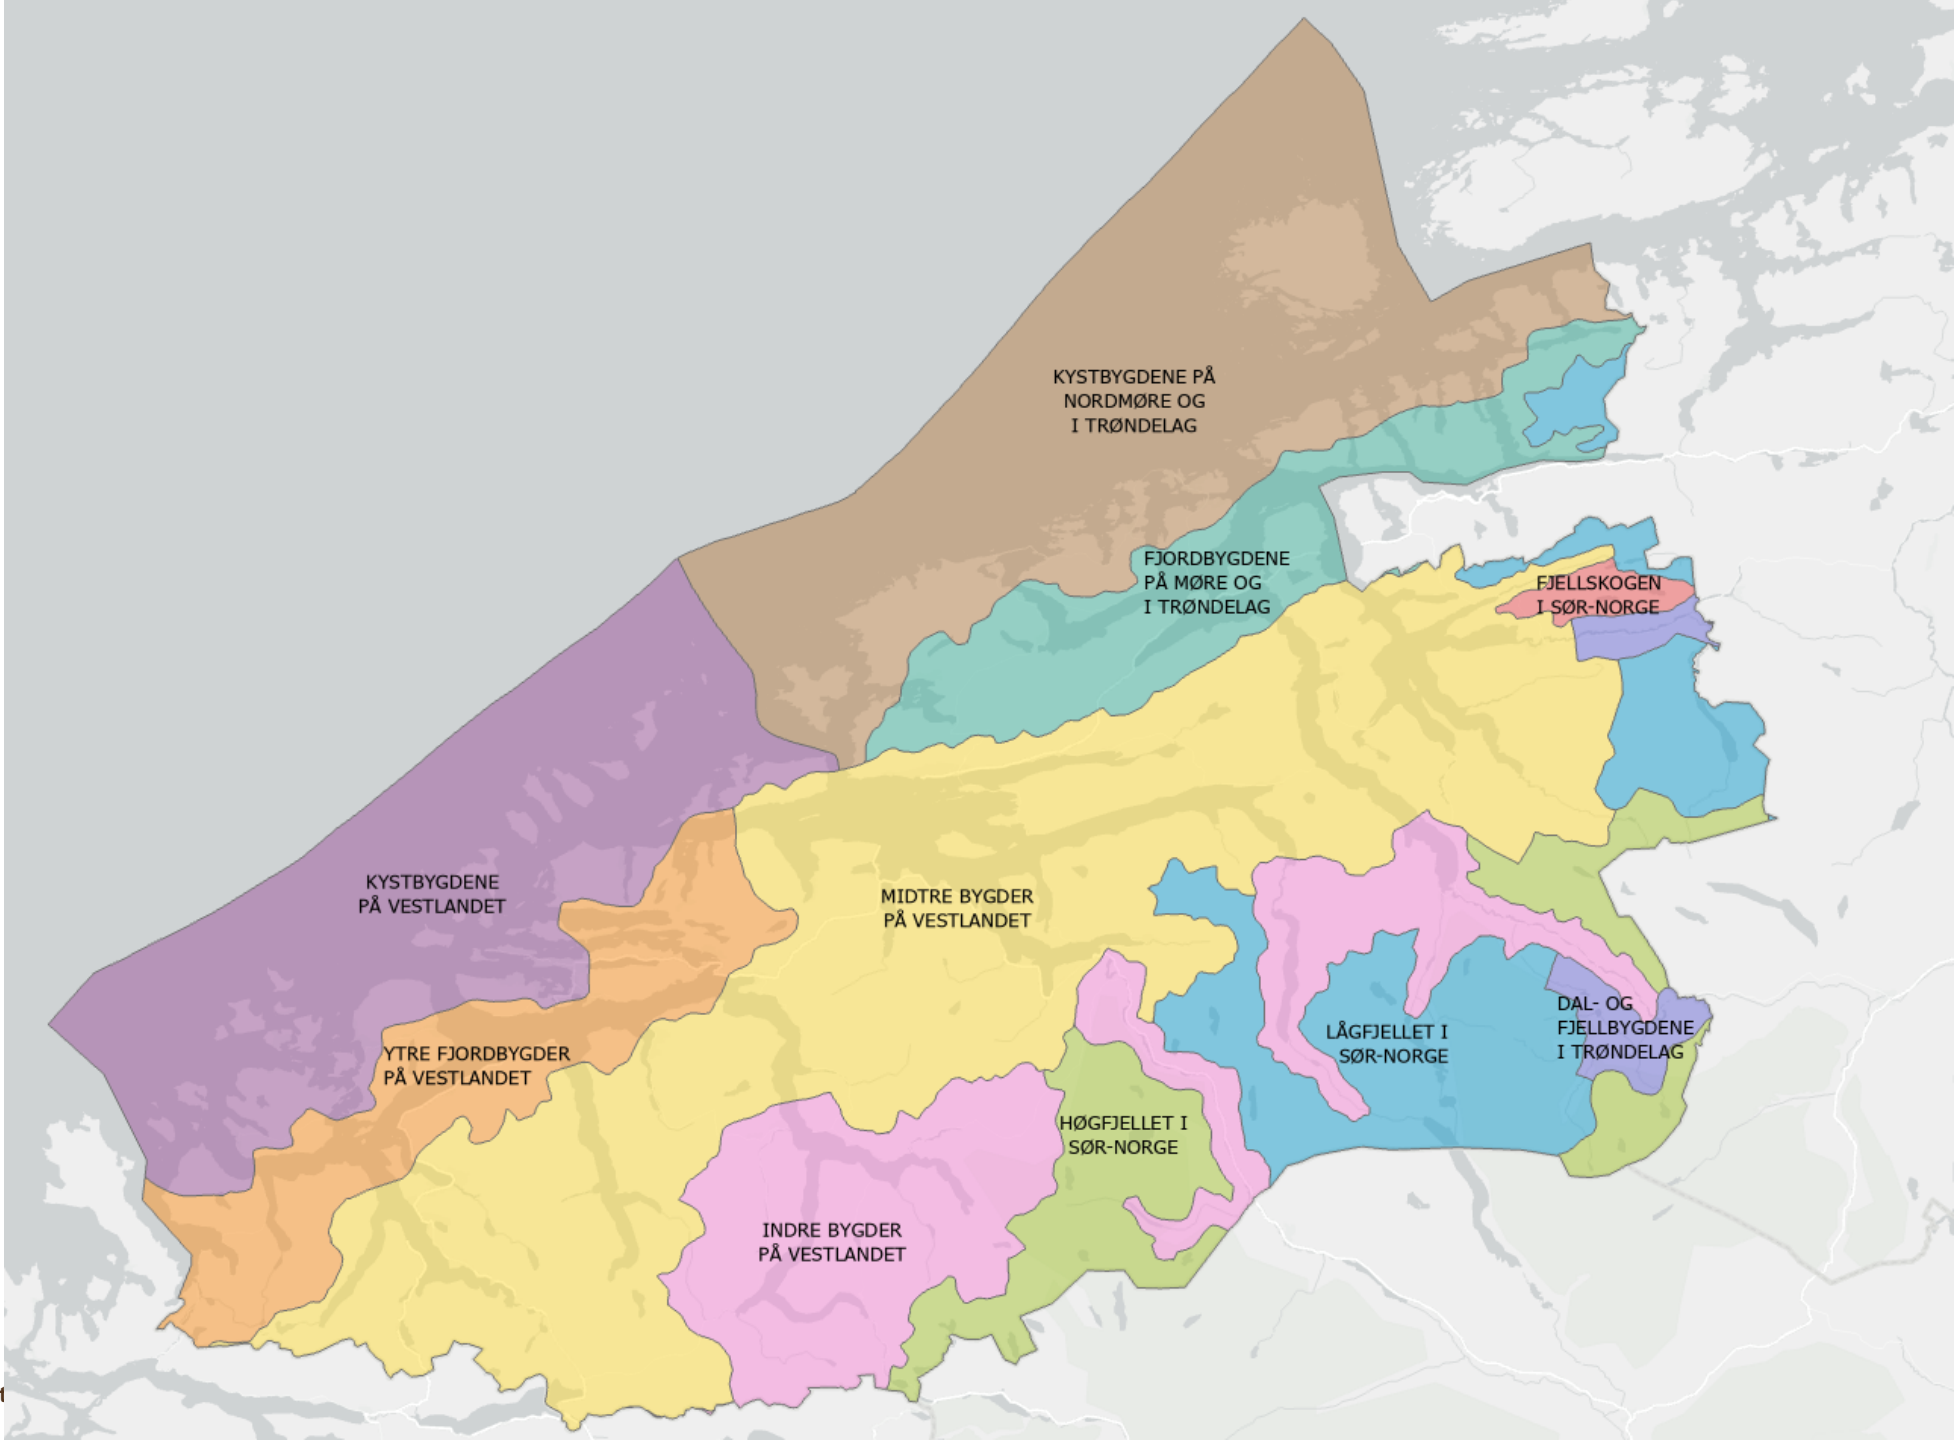 KYSTBYGDENE PÅ
NORDMØRE OG
I TRØNDELAG
FJORDBYGDENE
PÅ MØRE OG
I TRØNDELAG
FJELLSKOGEN
I SØR-NORGE
KYSTBYGDENE
PÅ VESTLANDET
MIDTRE BYGDER
PÅ VESTLANDET
YTRE FJORDBYGDER
PÅ VESTLANDET
LÅGFJELLET I
SØR-NORGE
DAL- OG
FJELLBYGDENE
I TRØNDELAG
HØGFJELLET I
SØR-NORGE
INDRE BYGDER
PÅ VESTLANDET